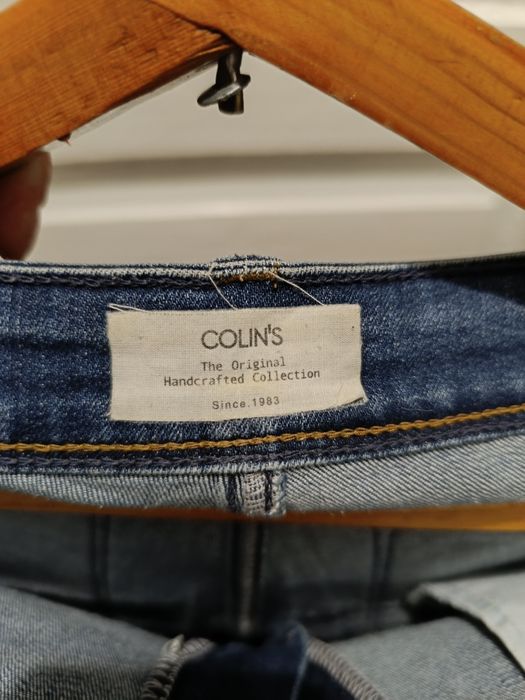 COLIN'S
The Original
Handcrafted Collection
Since.1983